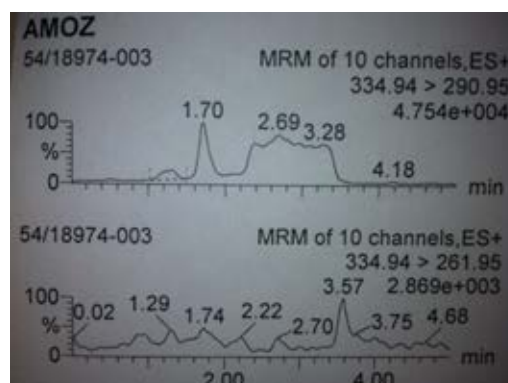 AMOZ
54/18974-003
MRM of 10 channels,ES+
334.94 > 290.95
4.754e+004
100
%
0
1.70
2.69
3.28
4.18
min
54/18974-003
MRM of 10 channels,ES+
334.94 > 261.95
2.869e+003
100
%
0
0.02
1.29
1.74
2.22
2.70
3.57
3.75
4.68
min
2.00
4.00